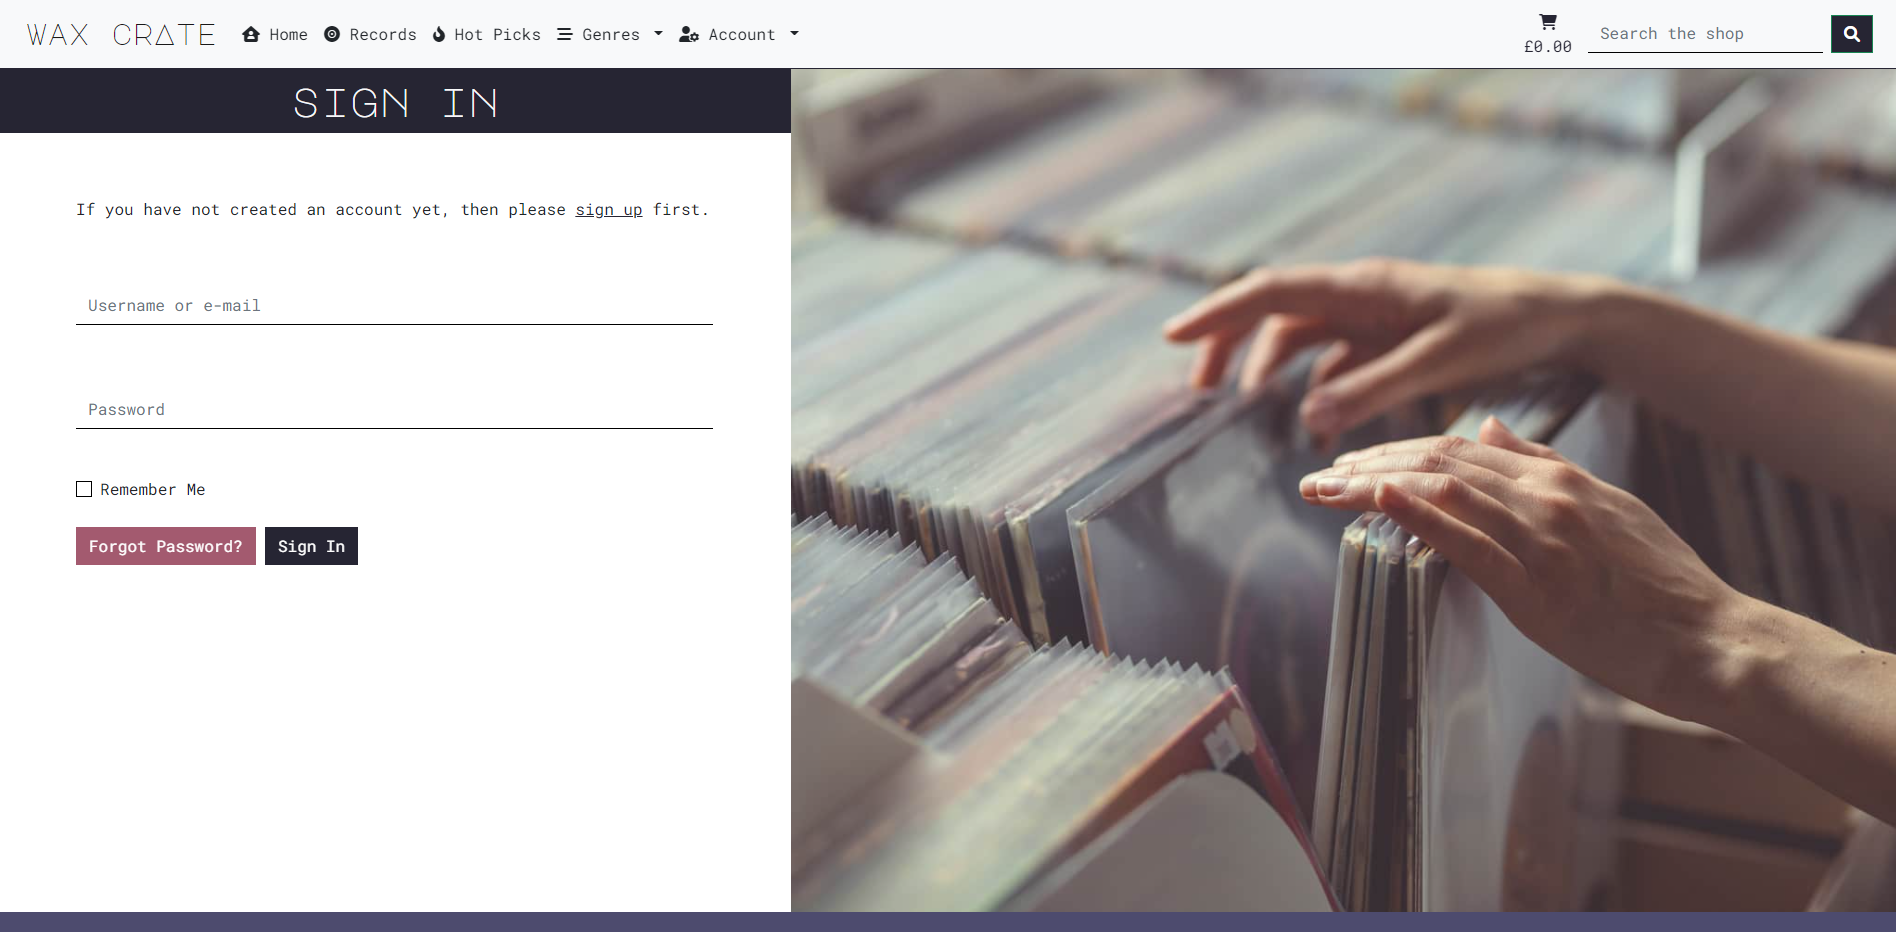 WAX CRATE
Home
Records
Hot Picks
Genres
Account
£0.00
Search the shop
SIGN IN
If you have not created an account yet, then please sign up first.
Username or e-mail
Password
Remember Me
Forgot Password?
Sign In